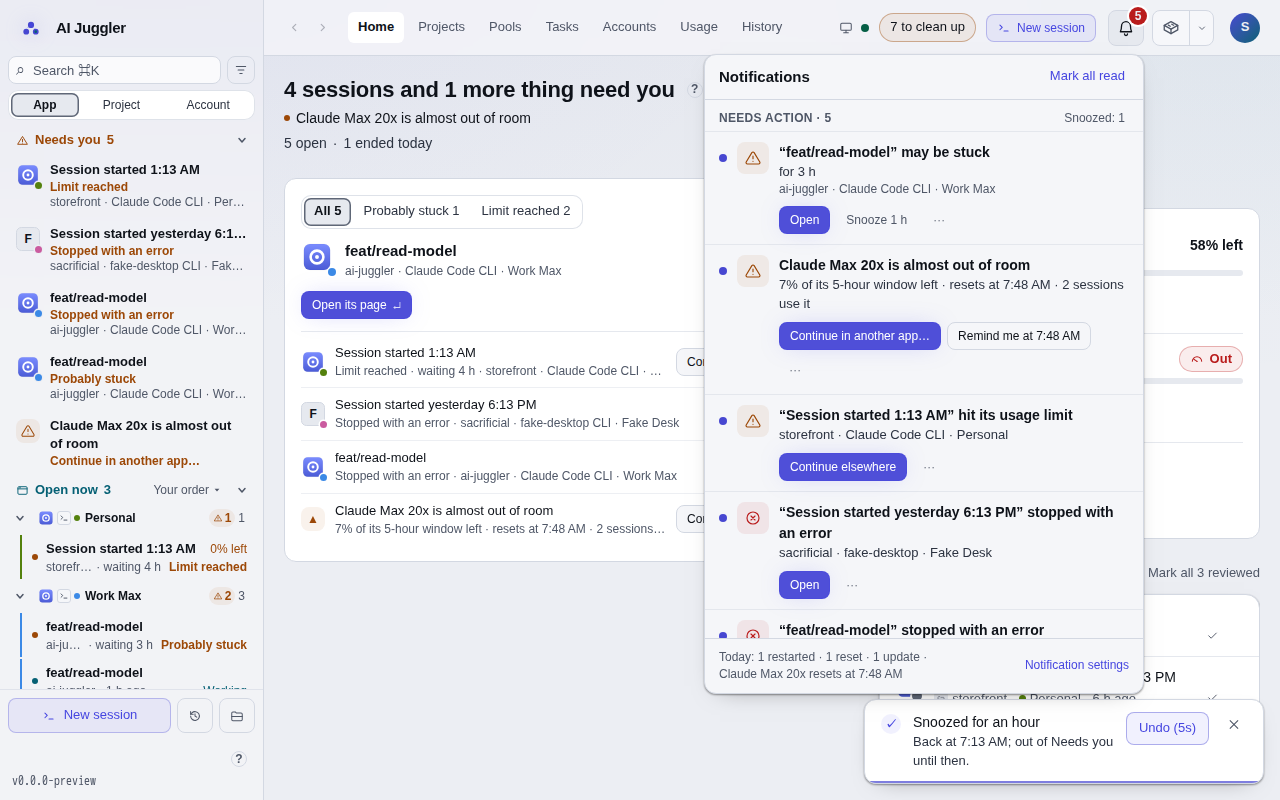 AI Juggler
Search ⌘K
App Project Account
Needs you 5
Session started 1:13 AM
Limit reached
storefront · Claude Code CLI · Per…
F
Session started yesterday 6:1…
Stopped with an error
sacrificial · fake-desktop CLI · Fak…
feat/read-model
Stopped with an error
ai-juggler · Claude Code CLI · Wor…
feat/read-model
Probably stuck
ai-juggler · Claude Code CLI · Wor…
Claude Max 20x is almost out
of room
Continue in another app…
Open now 3 Your order
Personal 1 1
Session started 1:13 AM 0% left
storefr… · waiting 4 h Limit reached
Work Max 2 3
feat/read-model
ai-ju… · waiting 3 h Probably stuck
feat/read-model
ai-juggler · 1 h ago Working
New session
?
v0.0.0-preview
Home Projects Pools Tasks Accounts Usage History
7 to clean up
New session
5
S
4 sessions and 1 more thing need you ?
Claude Max 20x is almost out of room
5 open · 1 ended today
All 5 Probably stuck 1 Limit reached 2
feat/read-model
ai-juggler · Claude Code CLI · Work Max
Open its page
Session started 1:13 AM
Limit reached · waiting 4 h · storefront · Claude Code CLI · …
Con
F
Session started yesterday 6:13 PM
Stopped with an error · sacrificial · fake-desktop CLI · Fake Desk
feat/read-model
Stopped with an error · ai-juggler · Claude Code CLI · Work Max
Claude Max 20x is almost out of room
7% of its 5-hour window left · resets at 7:48 AM · 2 sessions…
Con
Notifications Mark all read
NEEDS ACTION · 5 Snoozed: 1
“feat/read-model” may be stuck
for 3 h
ai-juggler · Claude Code CLI · Work Max
Open Snooze 1 h ···
Claude Max 20x is almost out of room
7% of its 5-hour window left · resets at 7:48 AM · 2 sessions
use it
Continue in another app… Remind me at 7:48 AM
···
“Session started 1:13 AM” hit its usage limit
storefront · Claude Code CLI · Personal
Continue elsewhere ···
“Session started yesterday 6:13 PM” stopped with
an error
sacrificial · fake-desktop · Fake Desk
Open ···
“feat/read-model” stopped with an error
Today: 1 restarted · 1 reset · 1 update ·
Claude Max 20x resets at 7:48 AM
Notification settings
58% left
Out
Mark all 3 reviewed
3 PM
storefront · Personal · 6 h ago
Snoozed for an hour
Back at 7:13 AM; out of Needs you
until then.
Undo (5s)